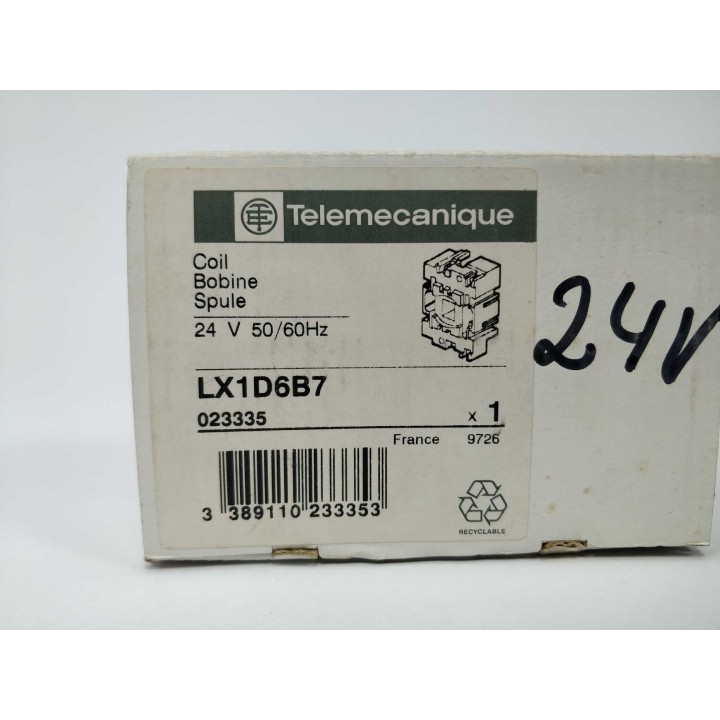 Telemecanique
Coil
Bobine
Spule
24 V 50/60Hz
LX1D6B7
023335 x 1
France 9726
3 389110 233353
RECYCLABLE
24V